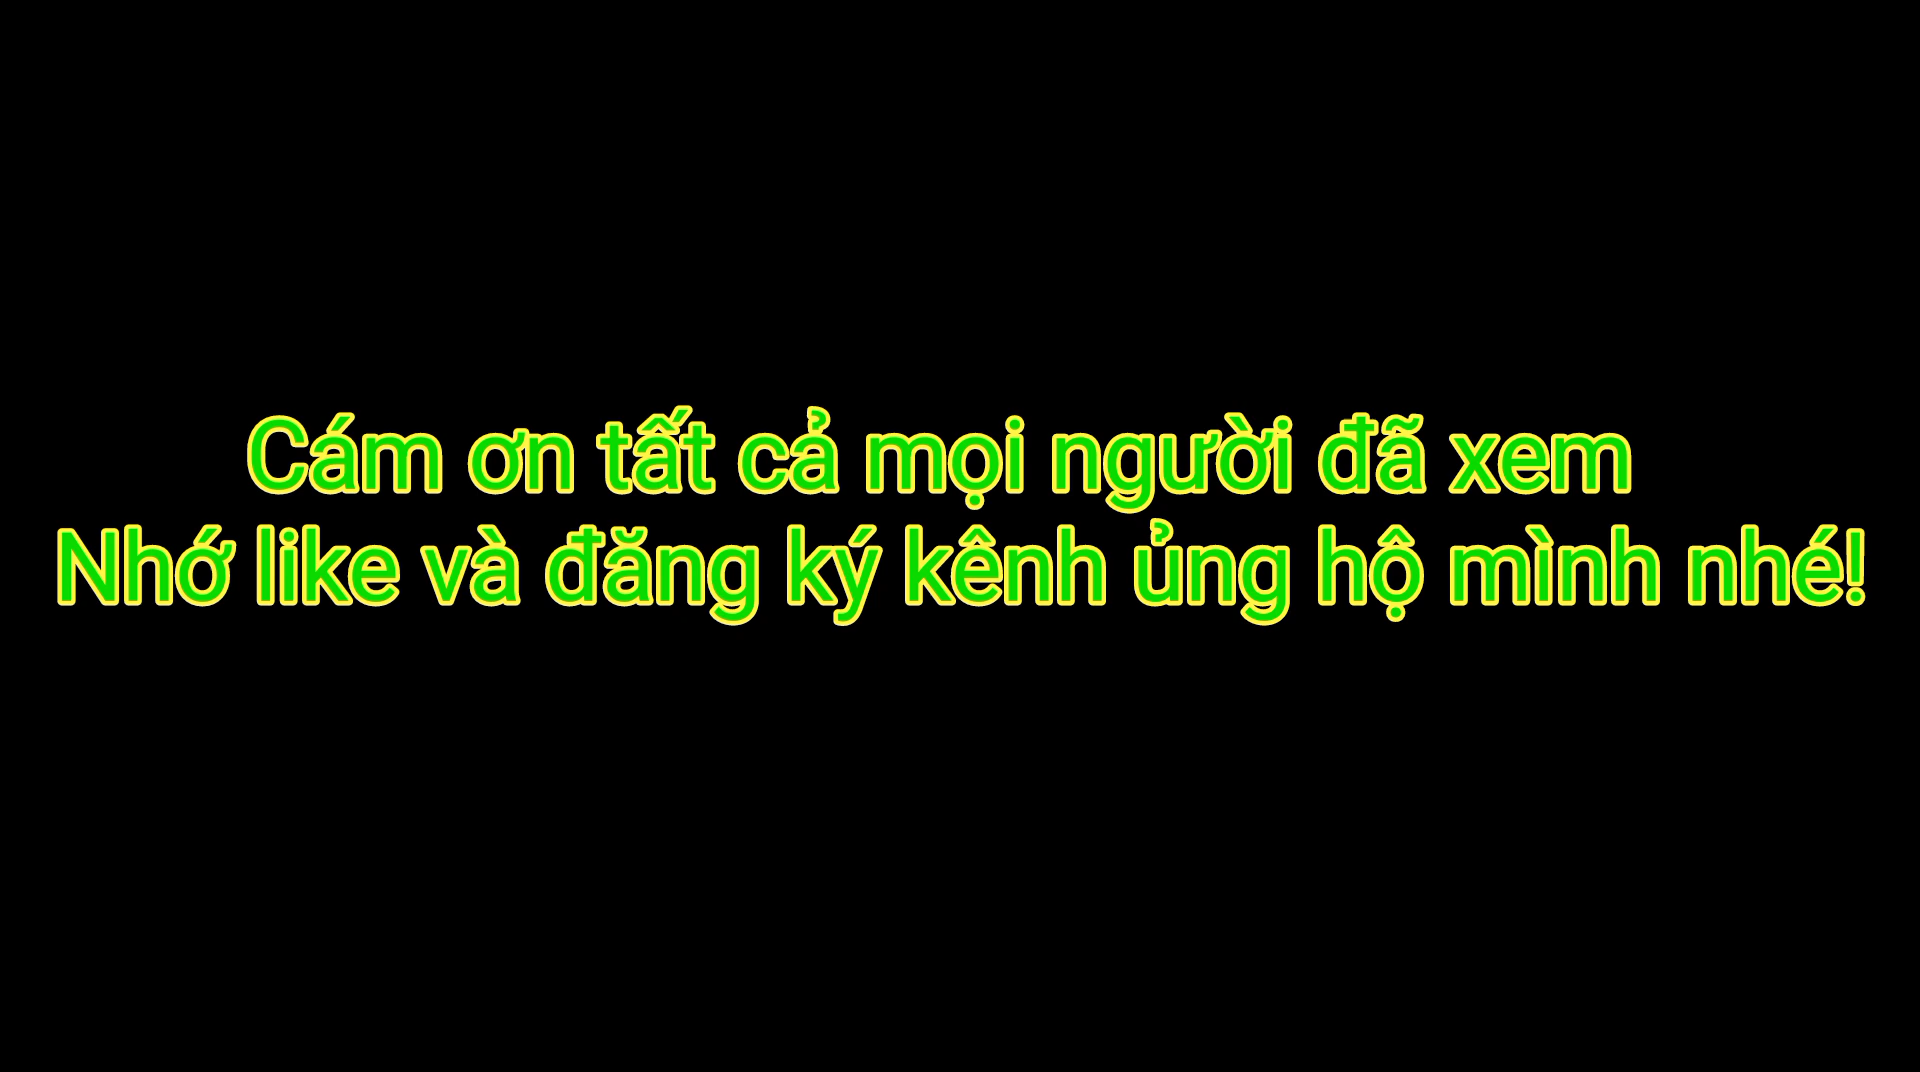 Cám ơn tất cả mọi người đã xem
Nhớ like và đăng ký kênh ủng hộ mình nhé!